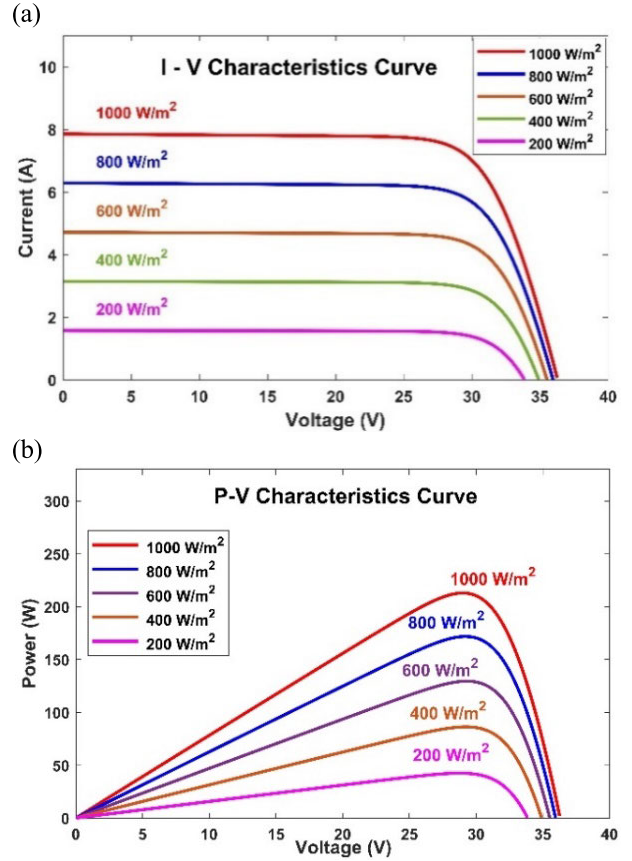 (a)
I - V Characteristics Curve
1000 W/m²
800 W/m²
600 W/m²
400 W/m²
200 W/m²
1000 W/m²
800 W/m²
600 W/m²
400 W/m²
200 W/m²
Current (A)
10
8
6
4
2
0
0 5 10 15 20 25 30 35 40
Voltage (V)
(b)
P-V Characteristics Curve
1000 W/m²
800 W/m²
600 W/m²
400 W/m²
200 W/m²
1000 W/m²
800 W/m²
600 W/m²
400 W/m²
200 W/m²
Power (W)
300
250
200
150
100
50
0
0 5 10 15 20 25 30 35 40
Voltage (V)